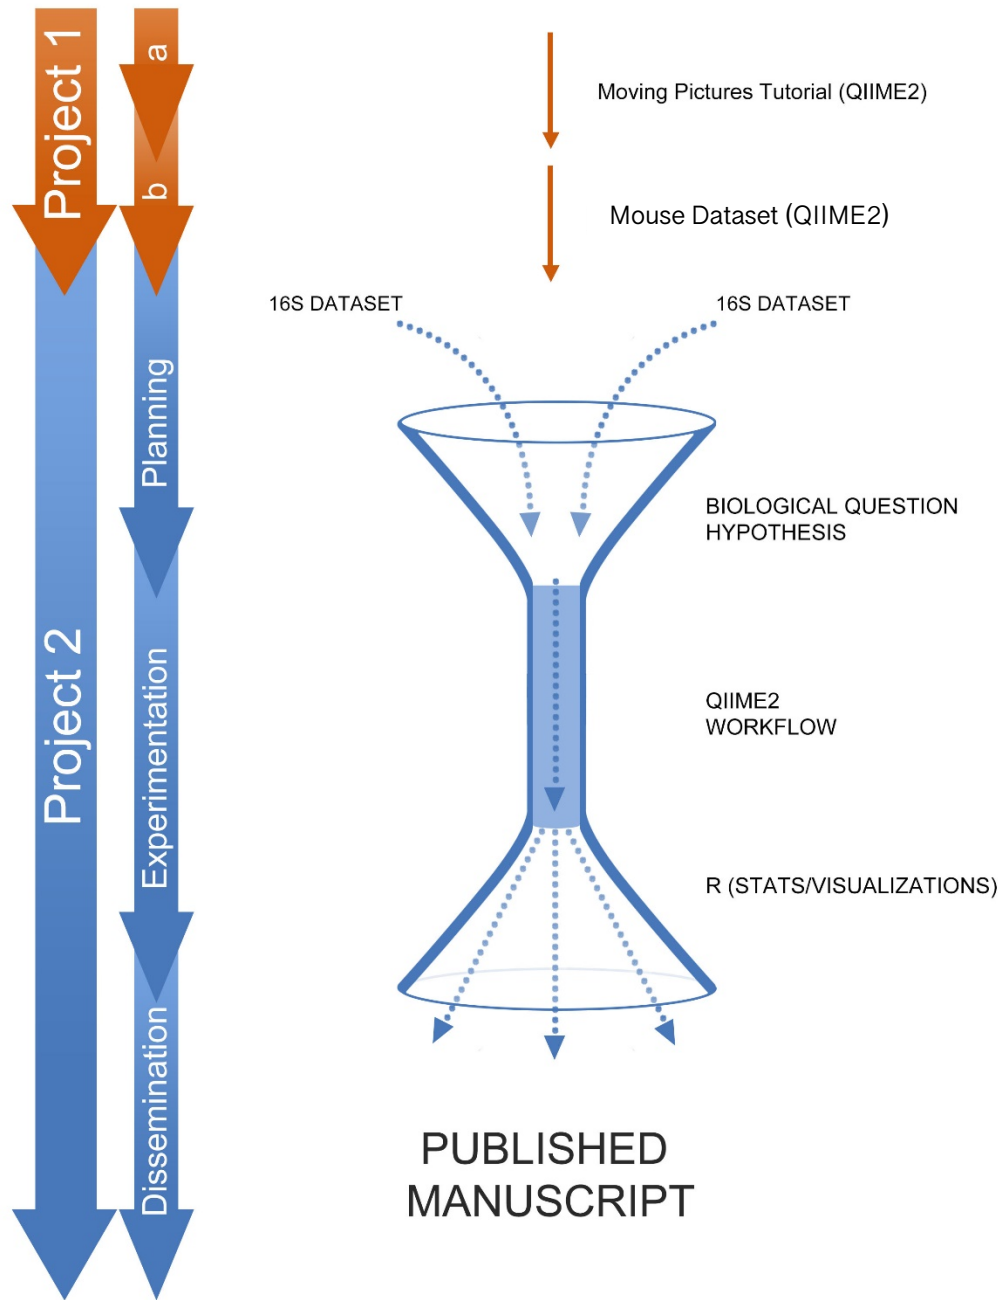 Project 1
a
b
Moving Pictures Tutorial (QIIME2)
Mouse Dataset (QIIME2)
16S DATASET
16S DATASET
Project 2
Planning
Experimentation
Dissemination
BIOLOGICAL QUESTION
HYPOTHESIS
QIIME2
WORKFLOW
R (STATS/VISUALIZATIONS)
PUBLISHED
MANUSCRIPT